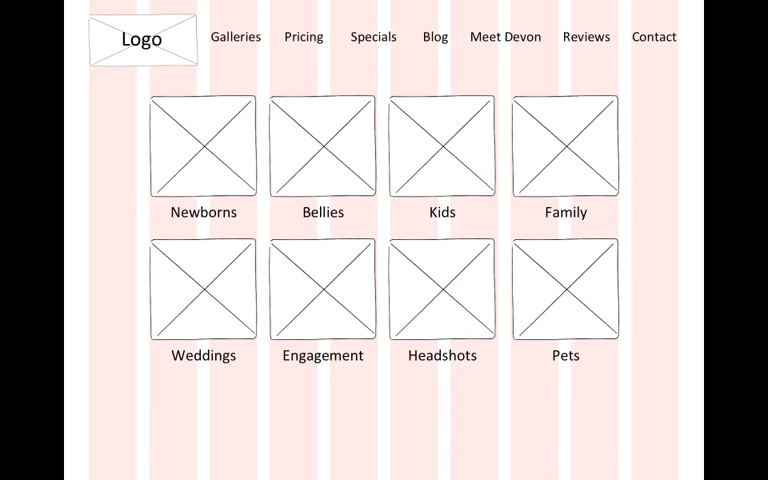 Logo
Galleries Pricing Specials Blog Meet Devon Reviews Contact
Newborns Bellies Kids Family
Weddings Engagement Headshots Pets